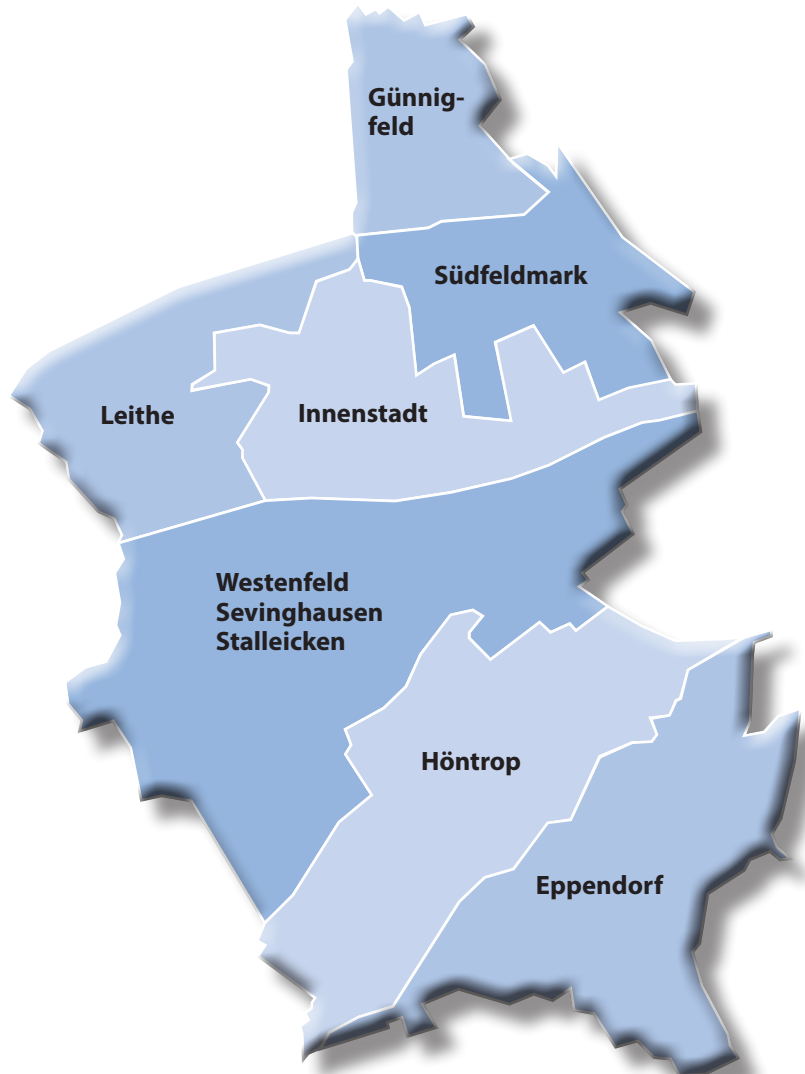 Günnig-
feld
Südfeldmark
Leithe
Innenstadt
Westenfeld
Sevinghausen
Stalleicken
Höntrop
Eppendorf